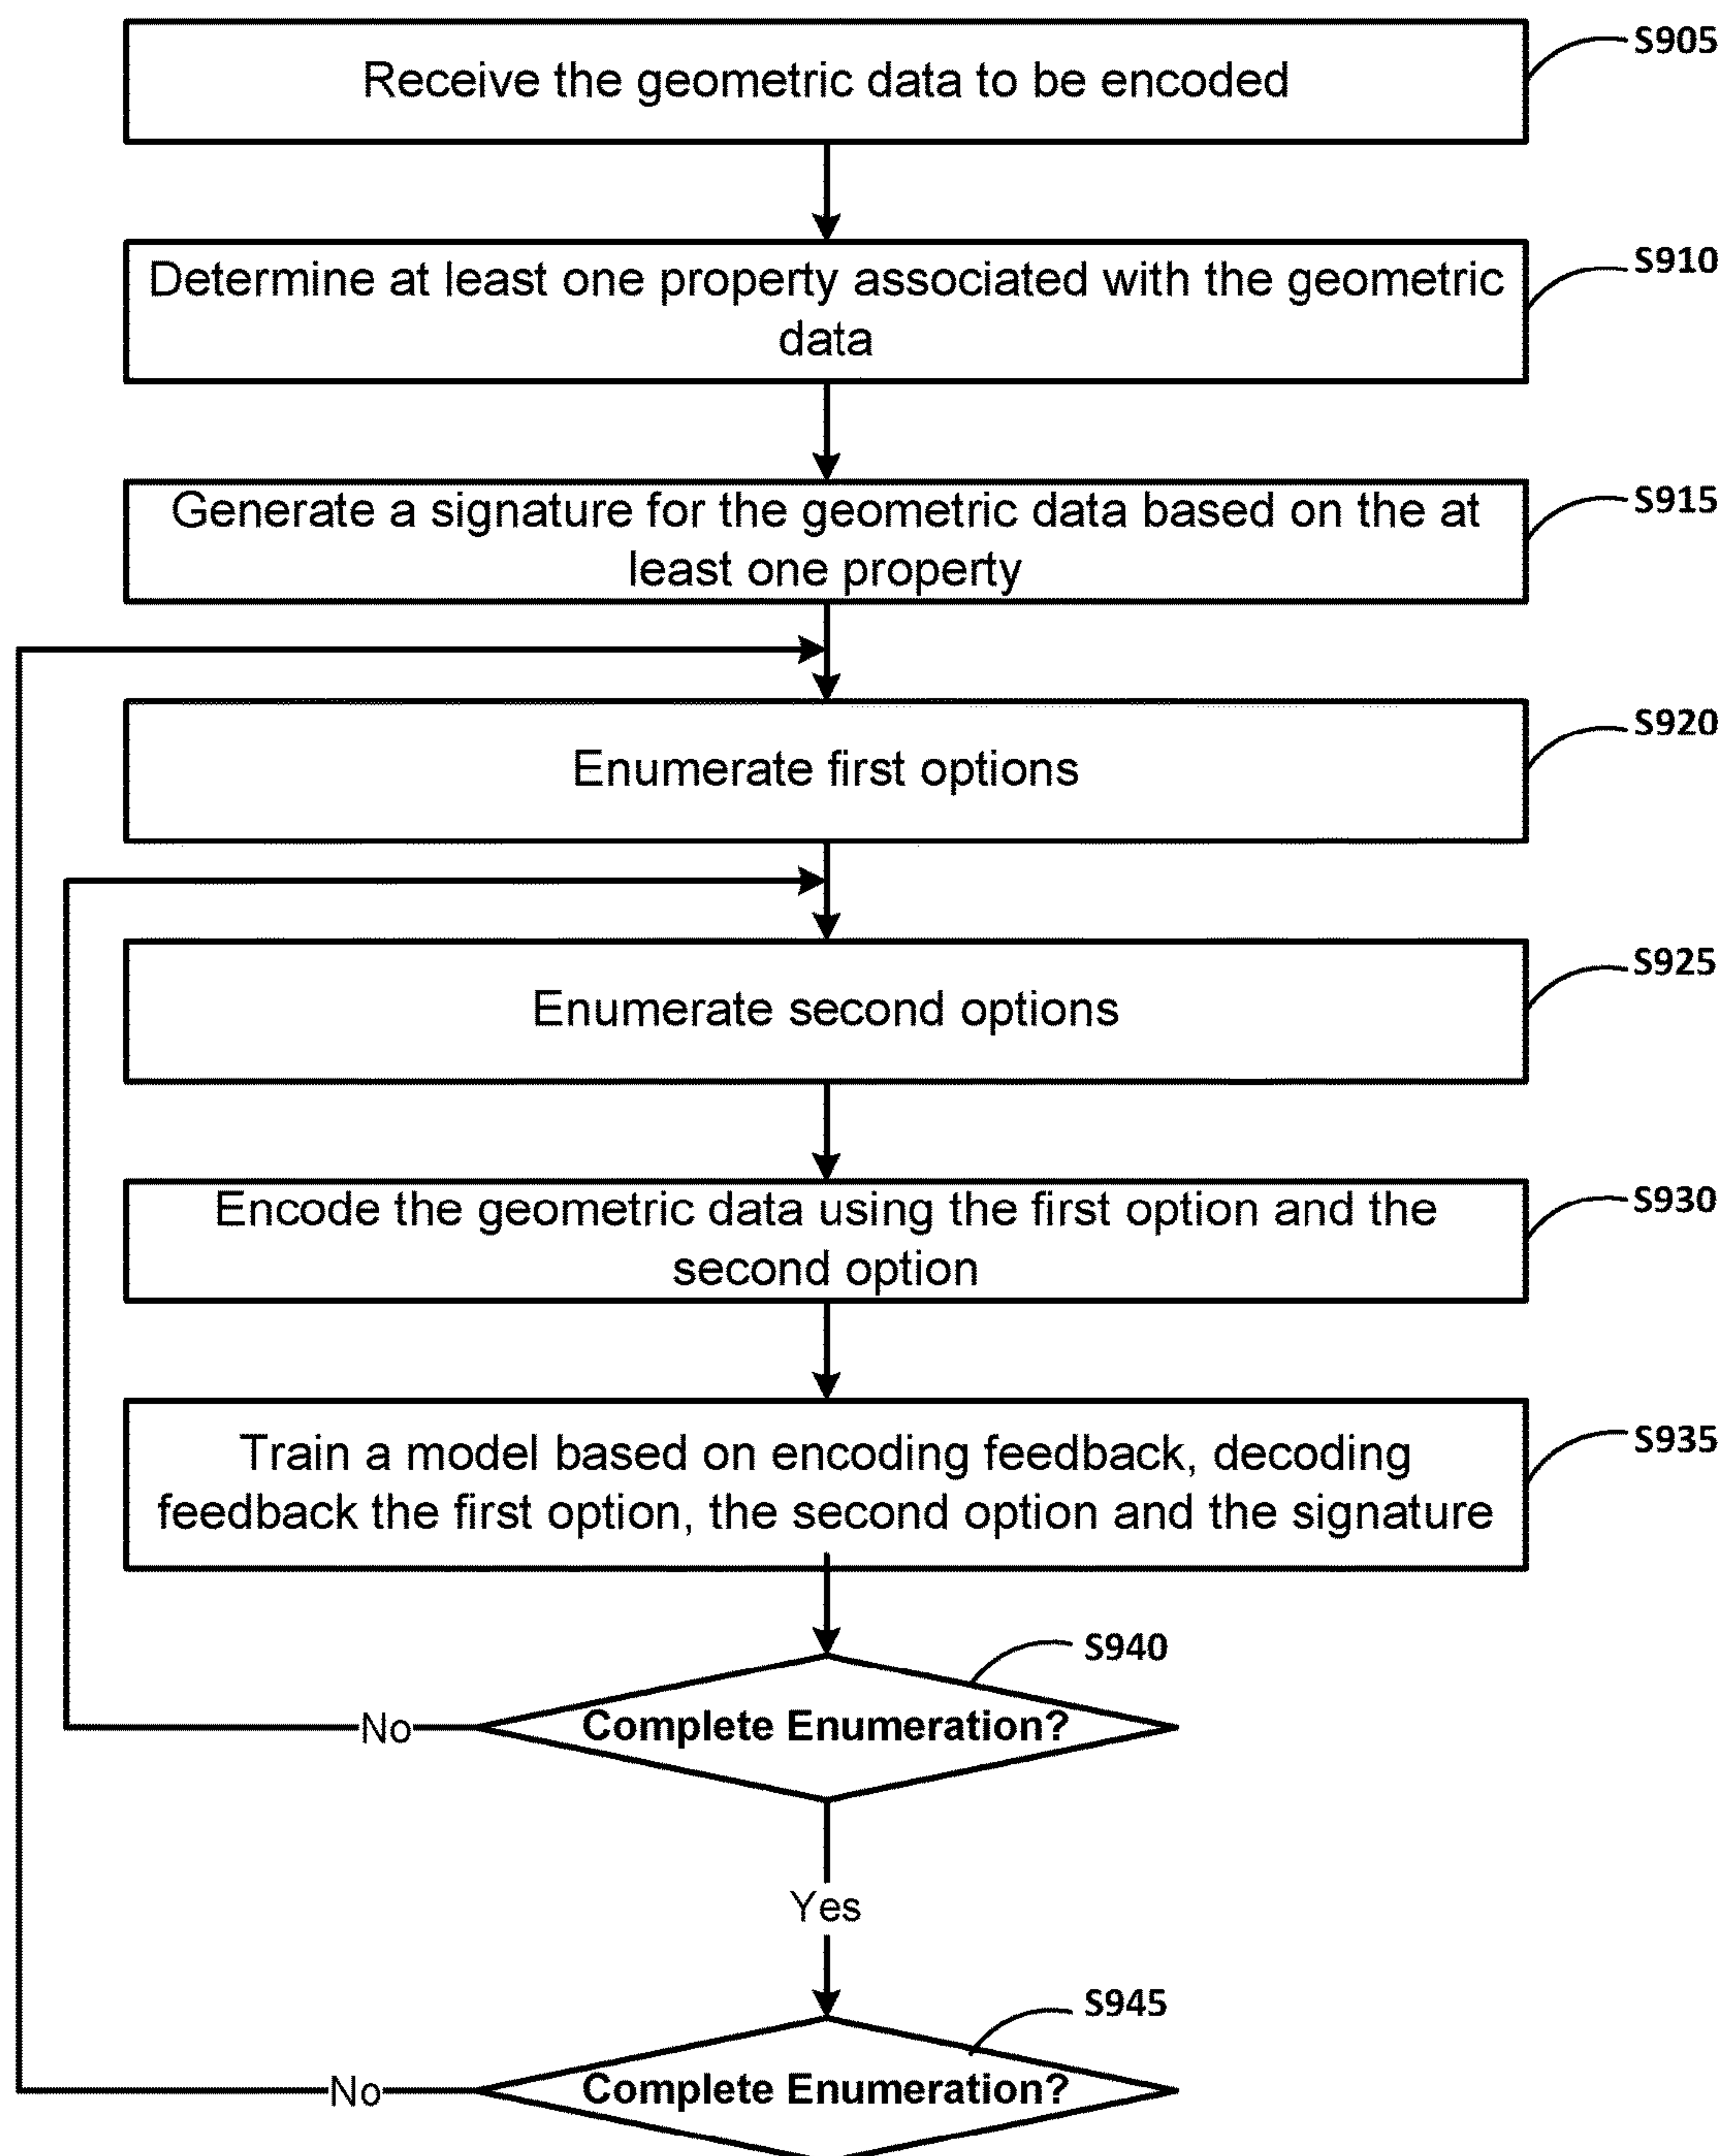 Receive the geometric data to be encoded
S905
Determine at least one property associated with the geometric
data
S910
Generate a signature for the geometric data based on the at
least one property
S915
Enumerate first options
S920
Enumerate second options
S925
Encode the geometric data using the first option and the
second option
S930
Train a model based on encoding feedback, decoding
feedback the first option, the second option and the signature
S935
S940
Complete Enumeration?
No
Yes
S945
Complete Enumeration?
No